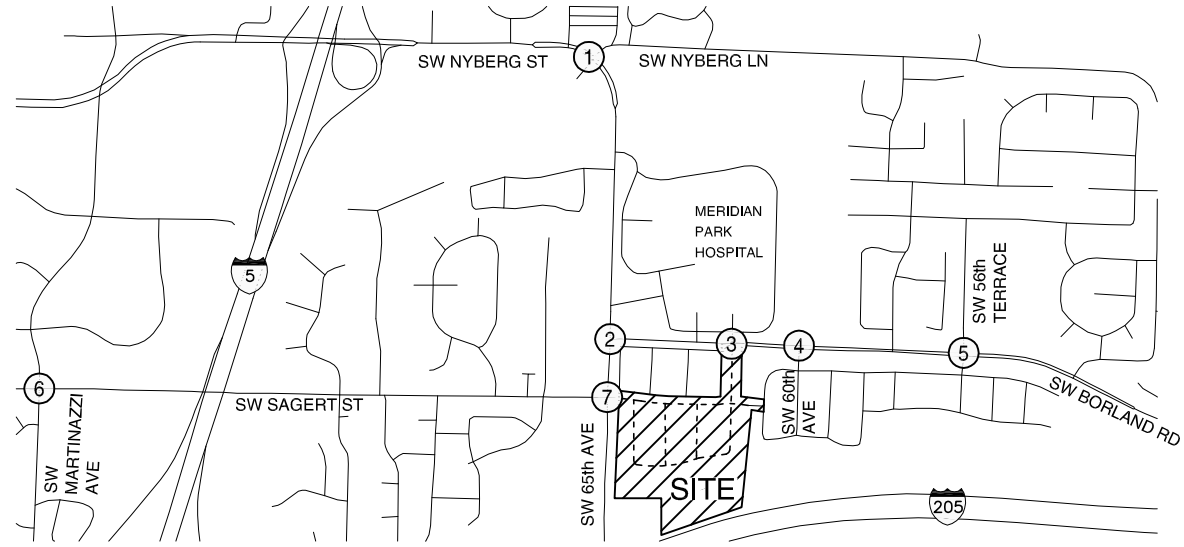 1
SW NYBERG ST
SW NYBERG LN
MERIDIAN
PARK
HOSPITAL
5
SW 56th
TERRACE
2
3
4
5
6
7
SW SAGERT ST
SW 60th
AVE
SW BORLAND RD
SW
MARTINAZZI
AVE
SW 65th AVE
SITE
205